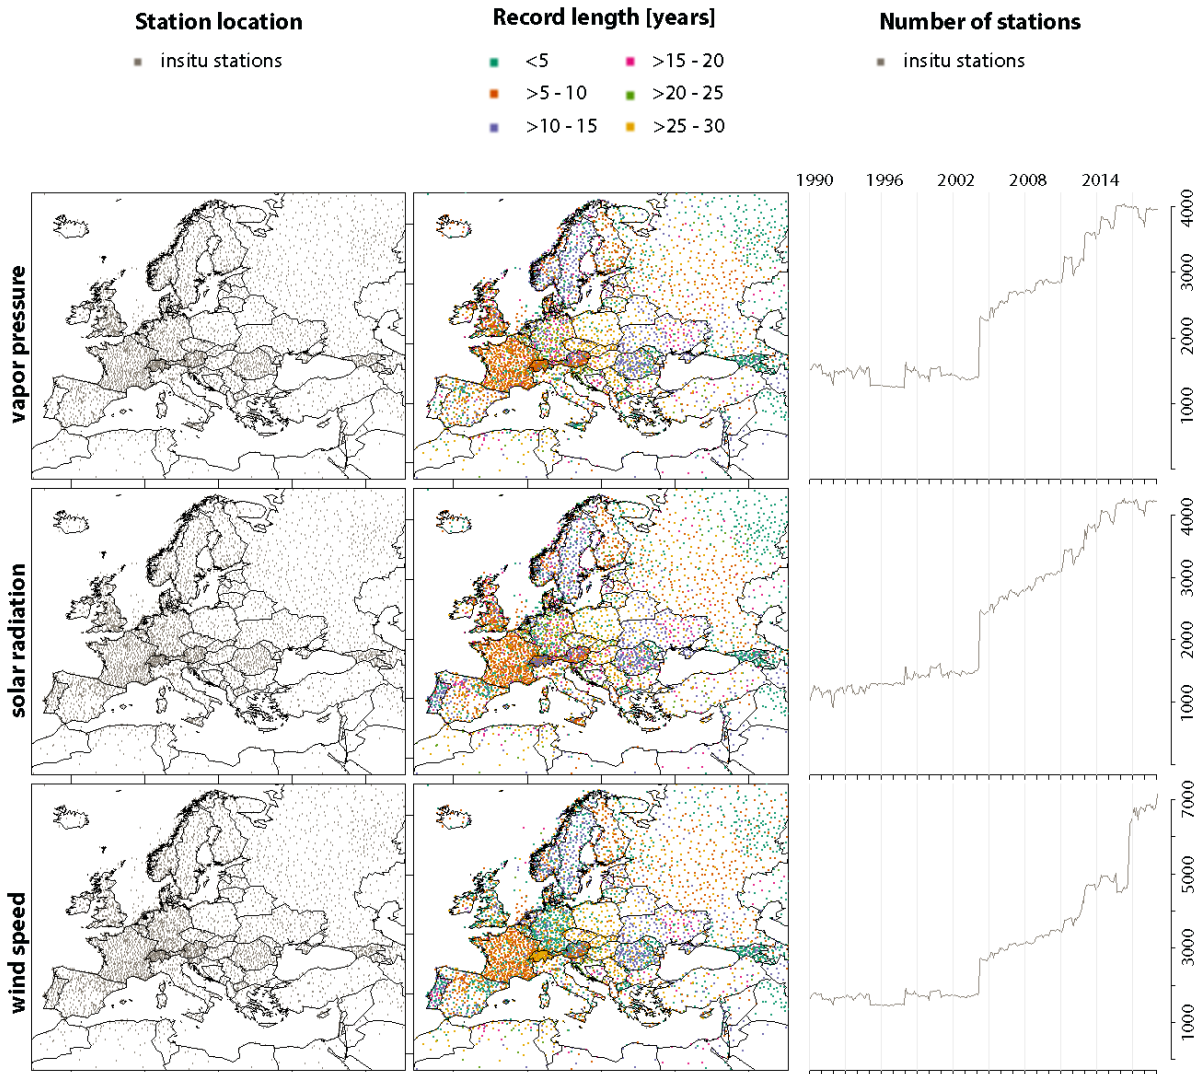 Station location
Record length [years]
Number of stations
insitu stations
<5
>15 - 20
insitu stations
>5 - 10
>20 - 25
>10 - 15
>25 - 30
1990 1996 2002 2008 2014
vapor pressure
4000
3000
2000
1000
solar radiation
4000
3000
2000
1000
wind speed
7000
5000
3000
1000